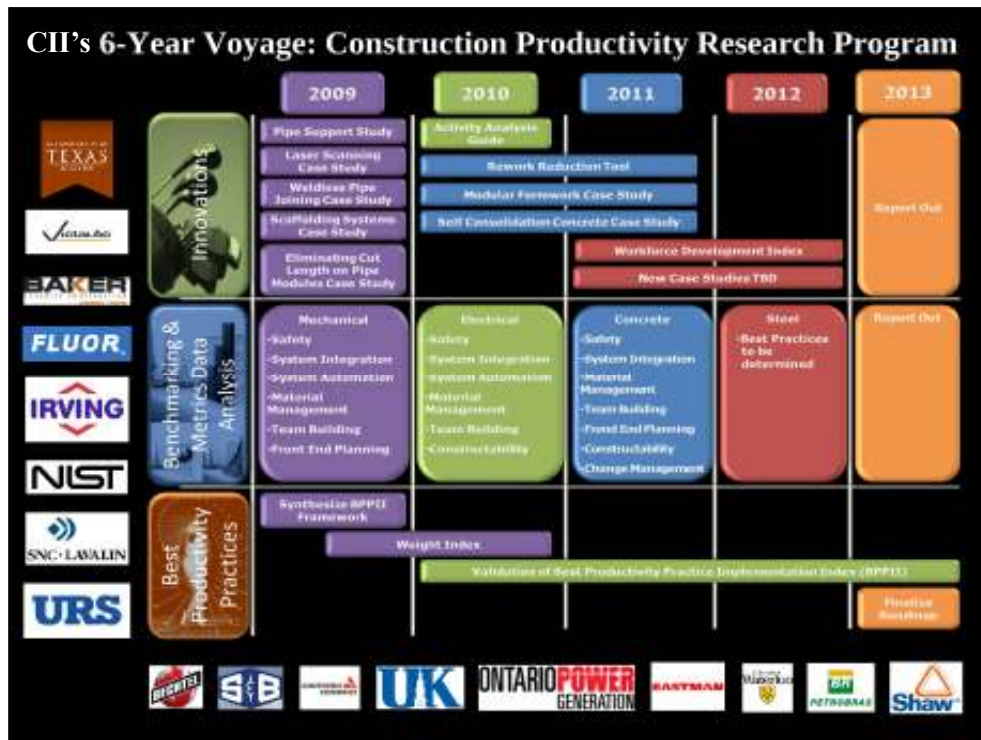 CII's 6-Year Voyage: Construction Productivity Research Program
2009
2010
2011
2012
2013
TEXAS
Innovations
Pipe Support Study
Laser Scanning
Case Study
Weldless Pipe
Joining Case Study
Scaffolding Systems
Case Study
Eliminating Cut
Length on Pipe
Modules Case Study
Activity Analysis
Guide
Rework Reduction Tool
Modular Formwork Case Study
Self Consolidation Concrete Case Study
Workforce Development Index
New Case Studies TBD
Report Out
BAKER
FLUOR
IRVING
NIST
SNC·LAVALIN
URS
Benchmarking &
Metrics Data
Analysis
Mechanical
•Safety
•System Integration
•System Automation
•Material
Management
•Team Building
•Front End Planning
Electrical
•Safety
•System Integration
•System Automation
•Material
Management
•Team Building
•Constructability
Concrete
•Safety
•System Integration
•Material
Management
•Team Building
•Frond End Planning
•Constructability
•Change Management
Steel
•Best Practices
to be
determined
Report Out
Best
Productivity
Practices
Synthesize BPPII
Framework
Weight Index
Validation of Best Productivity Practice Implementation Index (BPPII)
Finalize
Roadmap
BECHTEL
S&B
UK
ONTARIOPOWER
GENERATION
EASTMAN
Waterloo
BR
PETROBRAS
Shaw